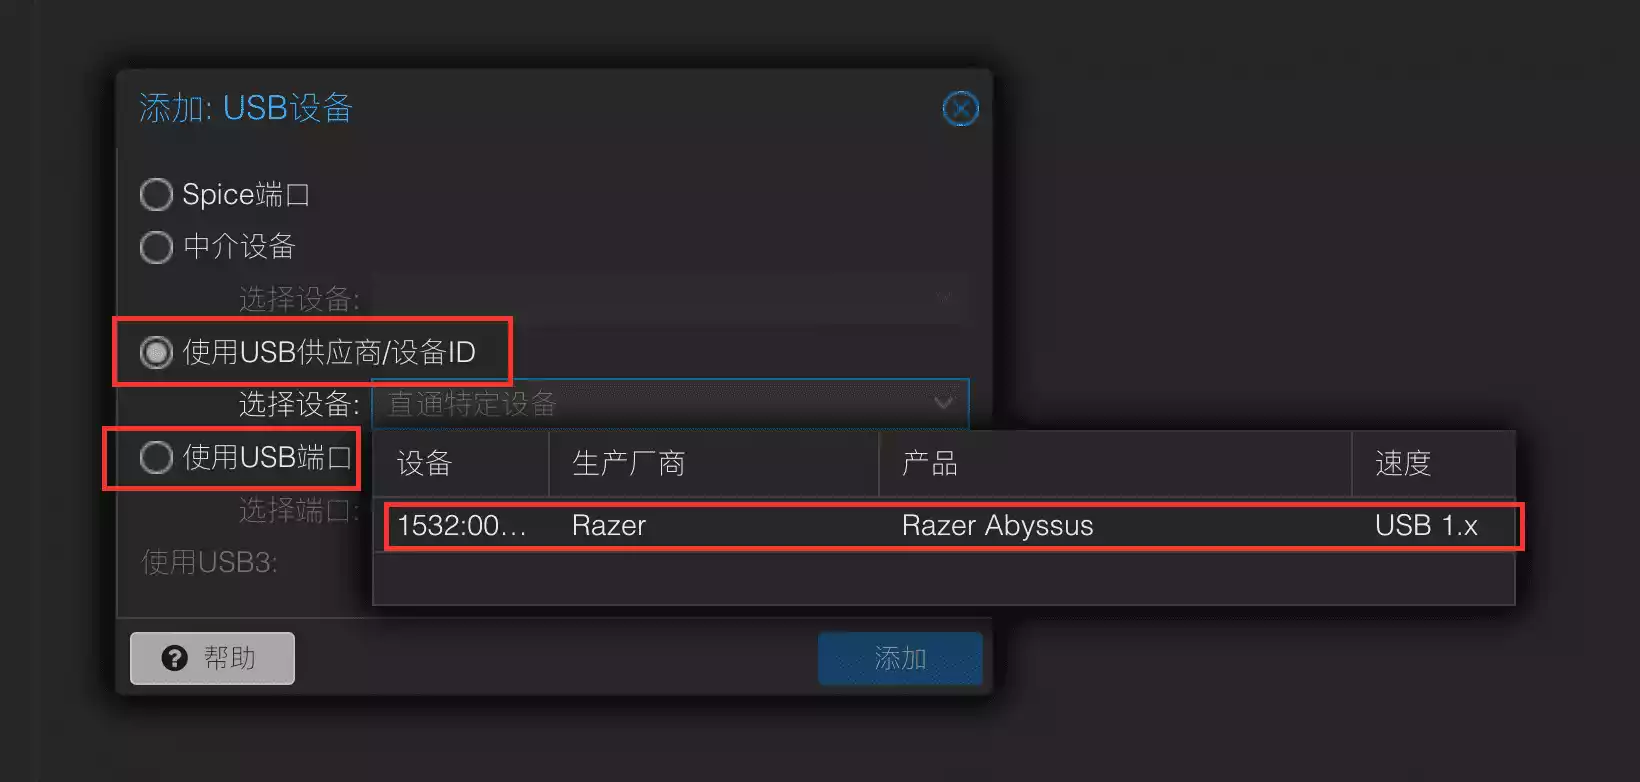 添加: USB设备
Spice端口
中介设备
选择设备:
使用USB供应商/设备ID
选择设备: 直通特定设备
使用USB端口
设备 生产厂商 产品 速度
选择端口:
1532:00... Razer Razer Abyssus USB 1.x
使用USB3:
帮助 添加